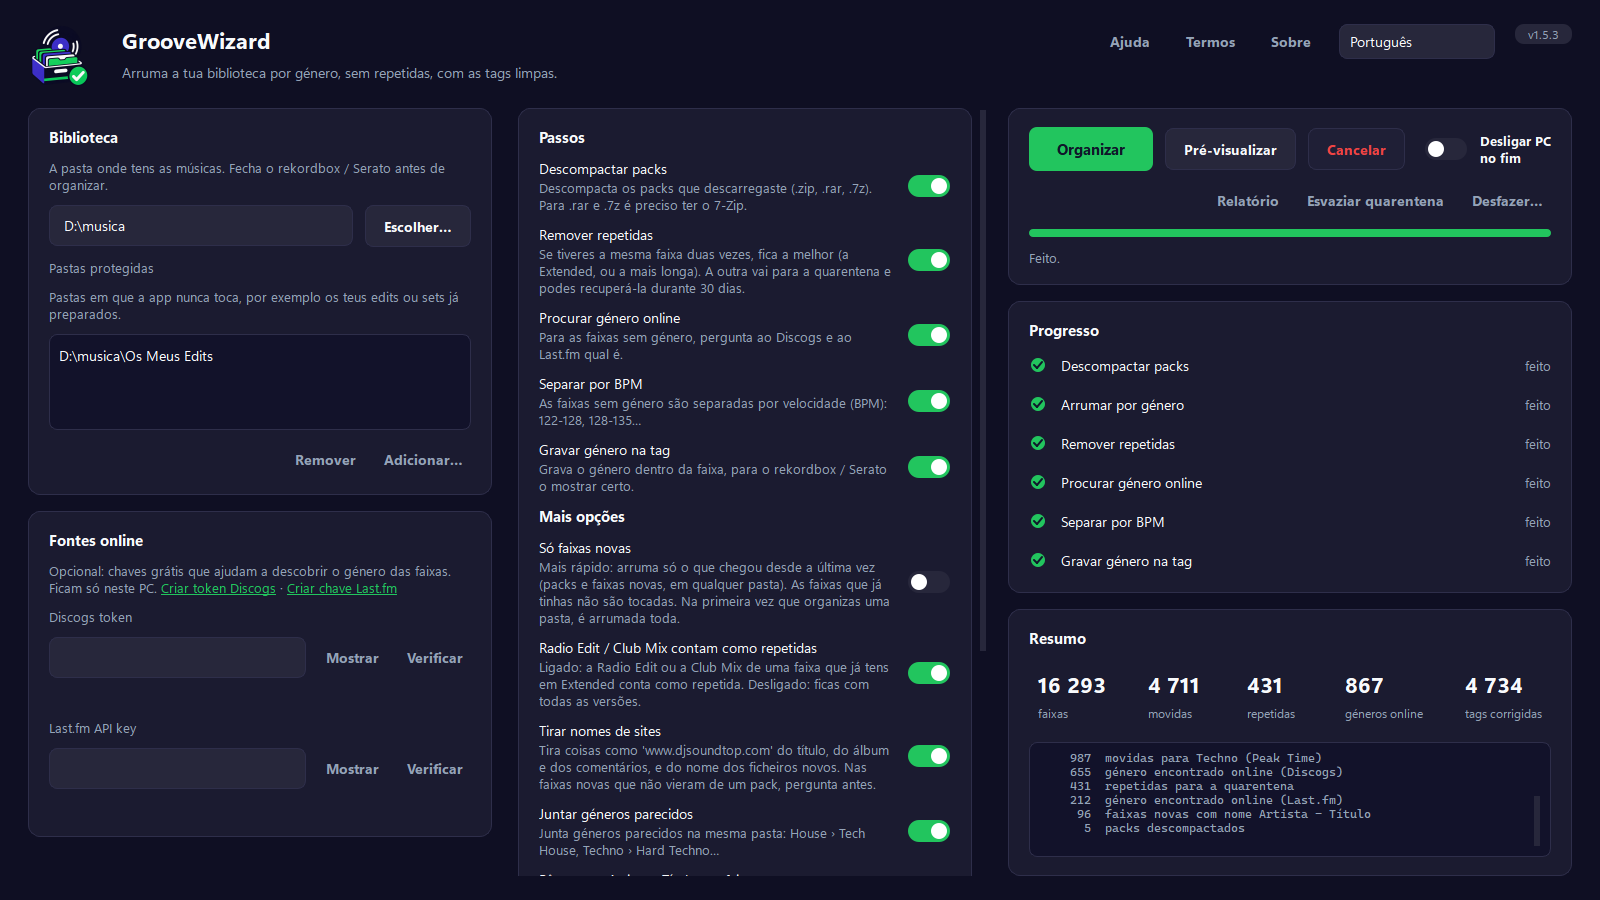 GrooveWizard
Arruma a tua biblioteca por género, sem repetidas, com as tags limpas.
Ajuda
Termos
Sobre
Português
v1.5.3
Biblioteca
A pasta onde tens as músicas. Fecha o rekordbox / Serato antes de
organizar.
D:\musica
Escolher...
Pastas protegidas
Pastas em que a app nunca toca, por exemplo os teus edits ou sets já
preparados.
D:\musica\Os Meus Edits
Remover
Adicionar...
Fontes online
Opcional: chaves grátis que ajudam a descobrir o género das faixas.
Ficam só neste PC. Criar token Discogs · Criar chave Last.fm
Discogs token
Mostrar
Verificar
Last.fm API key
Mostrar
Verificar
Passos
Descompactar packs
Descompacta os packs que descarregaste (.zip, .rar, .7z).
Para .rar e .7z é preciso ter o 7-Zip.
Remover repetidas
Se tiveres a mesma faixa duas vezes, fica a melhor (a
Extended, ou a mais longa). A outra vai para a quarentena e
podes recuperá-la durante 30 dias.
Procurar género online
Para as faixas sem género, pergunta ao Discogs e ao
Last.fm qual é.
Separar por BPM
As faixas sem género são separadas por velocidade (BPM):
122-128, 128-135...
Gravar género na tag
Grava o género dentro da faixa, para o rekordbox / Serato
o mostrar certo.
Mais opções
Só faixas novas
Mais rápido: arruma só o que chegou desde a última vez
(packs e faixas novas, em qualquer pasta). As faixas que já
tinhas não são tocadas. Na primeira vez que organizas uma
pasta, é arrumada toda.
Radio Edit / Club Mix contam como repetidas
Ligado: a Radio Edit ou a Club Mix de uma faixa que já tens
em Extended conta como repetida. Desligado: ficas com
todas as versões.
Tirar nomes de sites
Tira coisas como 'www.djsoundtop.com' do título, do álbum
e dos comentários, e do nome dos ficheiros novos. Nas
faixas novas que não vieram de um pack, pergunta antes.
Juntar géneros parecidos
Junta géneros parecidos na mesma pasta: House › Tech
House, Techno › Hard Techno...
Organizar
Pré-visualizar
Cancelar
Desligar PC
no fim
Relatório
Esvaziar quarentena
Desfazer...
Feito.
Progresso
Descompactar packs feito
Arrumar por género feito
Remover repetidas feito
Procurar género online feito
Separar por BPM feito
Gravar género na tag feito
Resumo
16 293 4 711 431 867 4 734
faixas movidas repetidas géneros online tags corrigidas
987 movidas para Techno (Peak Time)
655 género encontrado online (Discogs)
431 repetidas para a quarentena
212 género encontrado online (Last.fm)
96 faixas novas com nome Artista - Título
5 packs descompactados